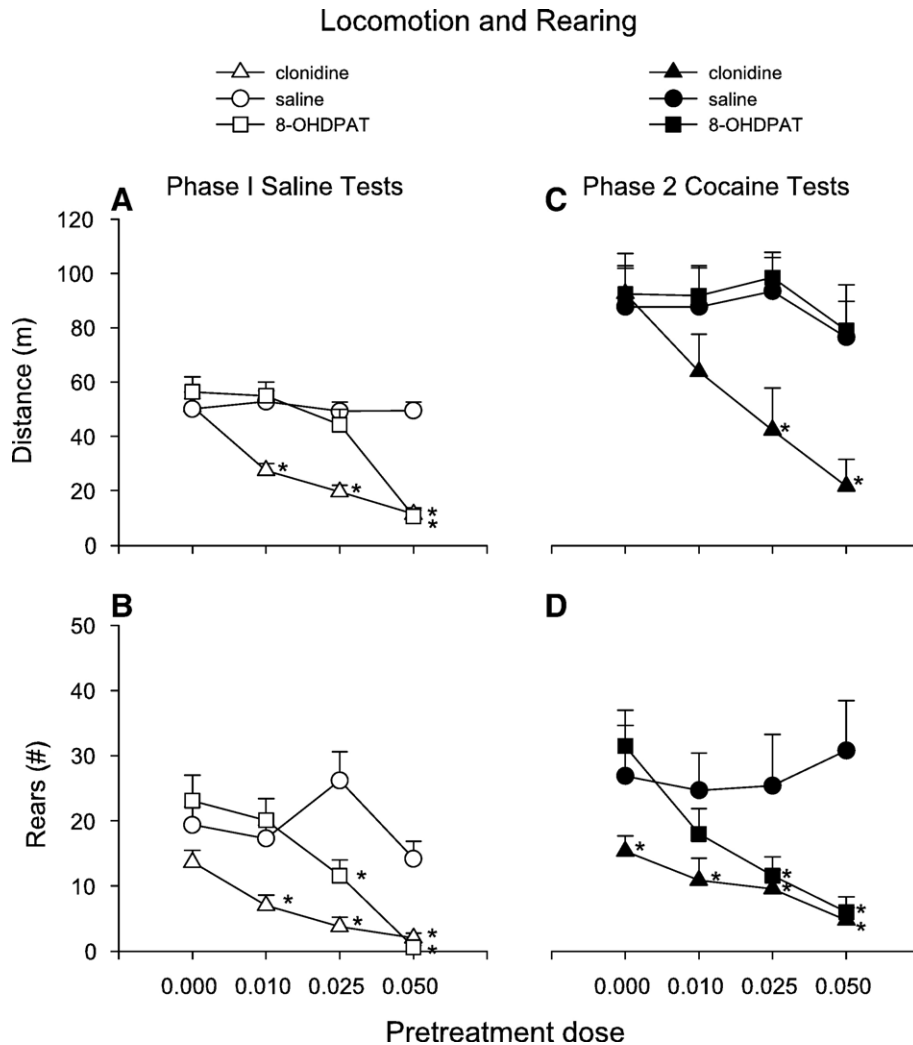 Locomotion and Rearing
clonidine
saline
8-OHDPAT
clonidine
saline
8-OHDPAT
A
Phase I Saline Tests
C
Phase 2 Cocaine Tests
Distance (m)
120
100
80
60
40
20
0
* * * *
* *
B
D
Rears (#)
50
40
30
20
10
0
* * * * *
* * * * * *
0.000 0.010 0.025 0.050
0.000 0.010 0.025 0.050
Pretreatment dose